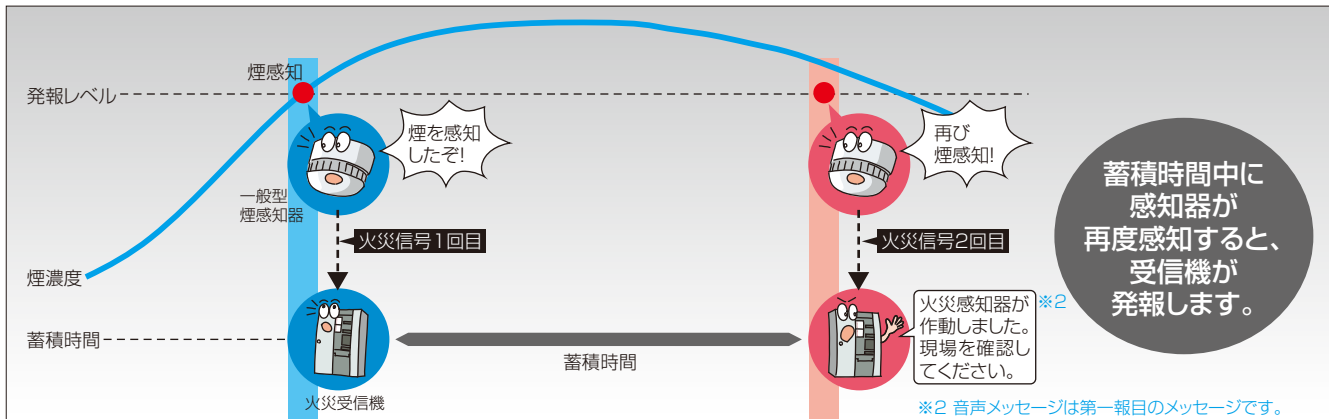 煙感知
発報レベル
煙を感知
したぞ!
再び
煙感知!
一般型
煙感知器
火災信号1回目
火災信号2回目
煙濃度
蓄積時間
蓄積時間
火災受信機
火災感知器が
作動しました。
現場を確認し
てください。
※2
蓄積時間中に
感知器が
再度感知すると、
受信機が
発報します。
※2 音声メッセージは第一報目のメッセージです。